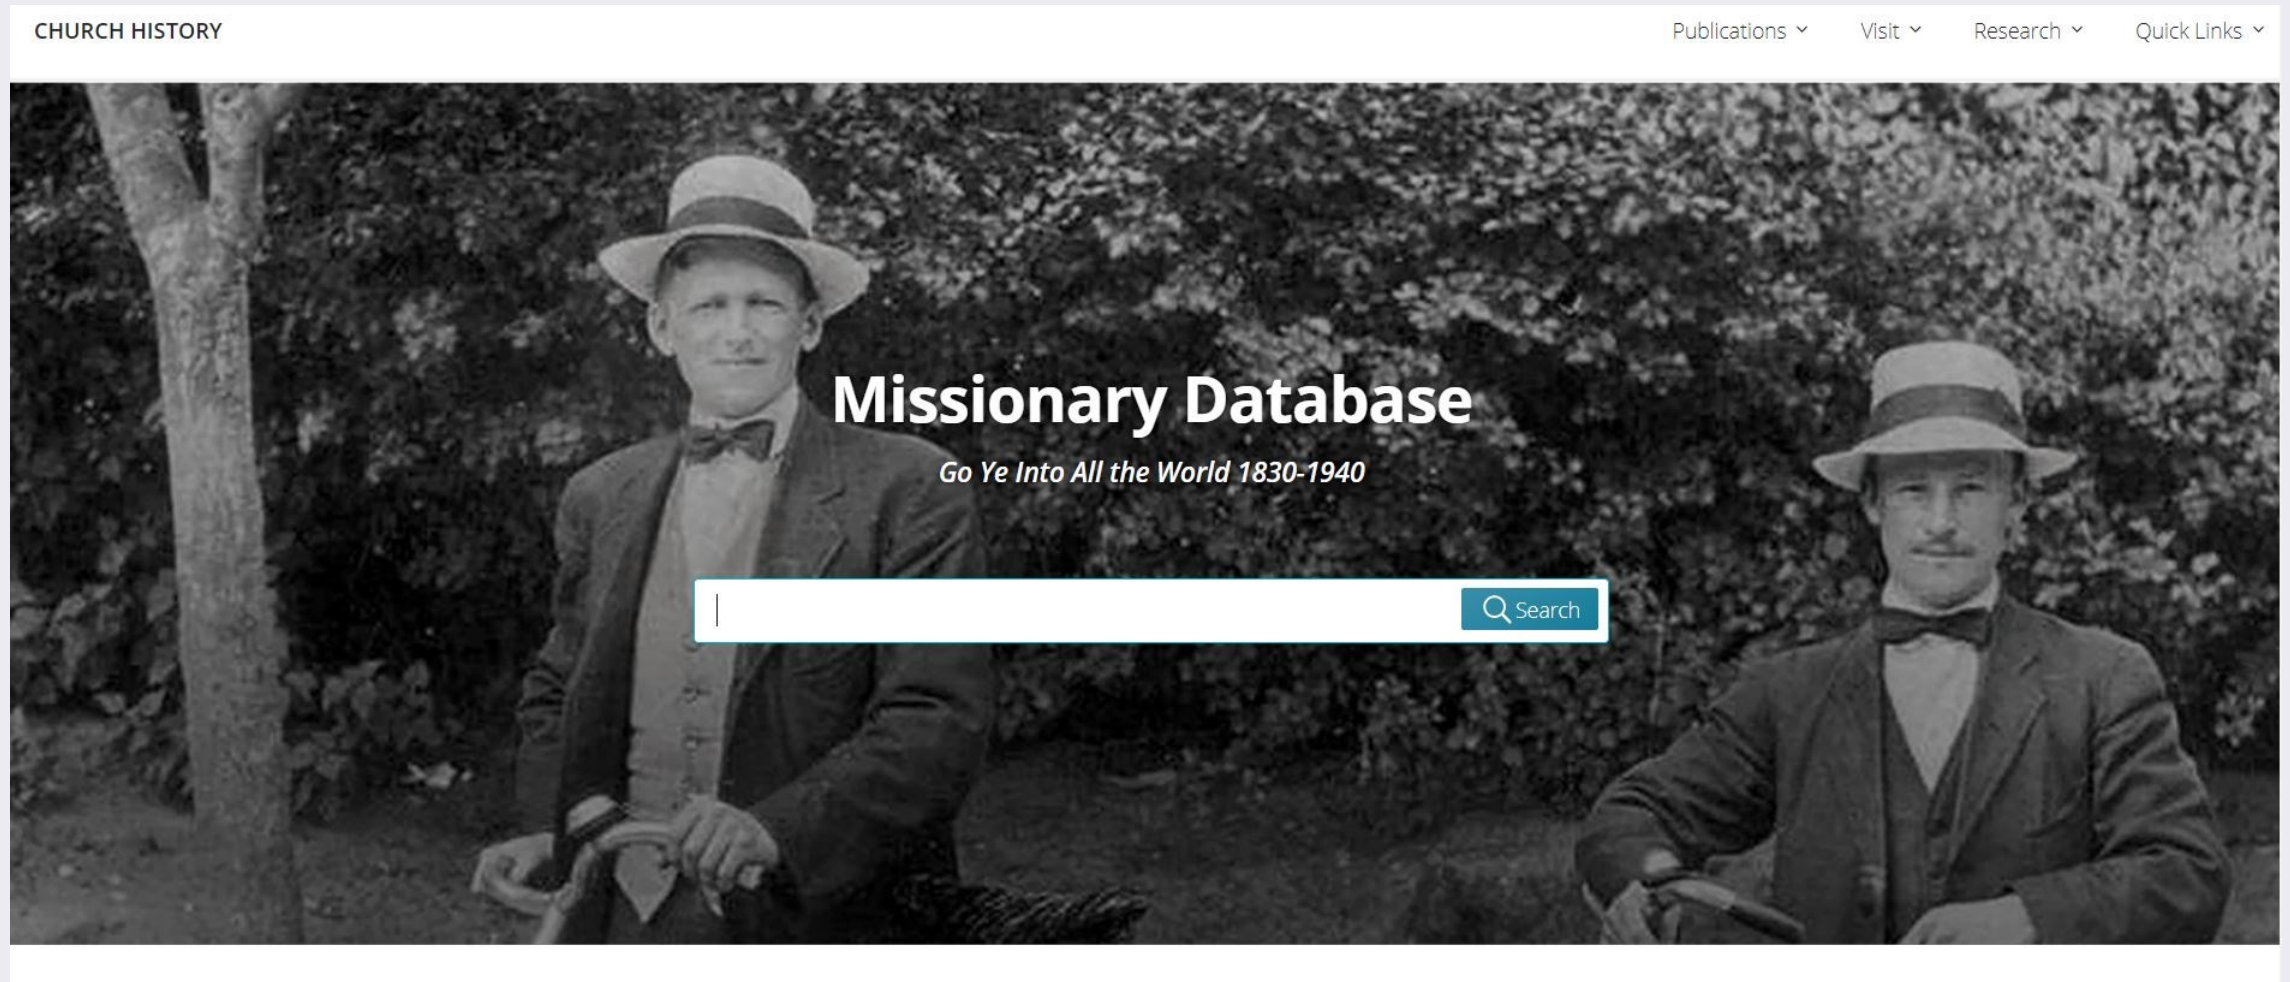 CHURCH HISTORY
Publications Visit Research Quick Links
Missionary Database
Go Ye Into All the World 1830-1940
Search